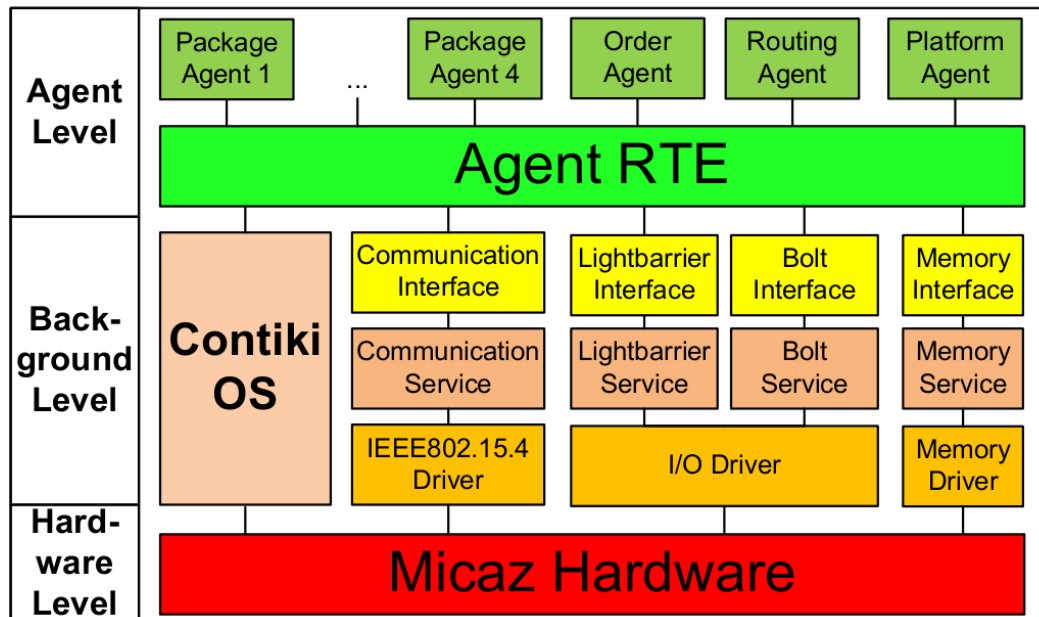 Agent
Level
Package
Agent 1
...
Package
Agent 4
Order
Agent
Routing
Agent
Platform
Agent
Agent RTE
Back-
ground
Level
Contiki
OS
Communication
Interface
Lightbarrier
Interface
Bolt
Interface
Memory
Interface
Communication
Service
Lightbarrier
Service
Bolt
Service
Memory
Service
IEEE802.15.4
Driver
I/O Driver
Memory
Driver
Hard-
ware
Level
Micaz Hardware